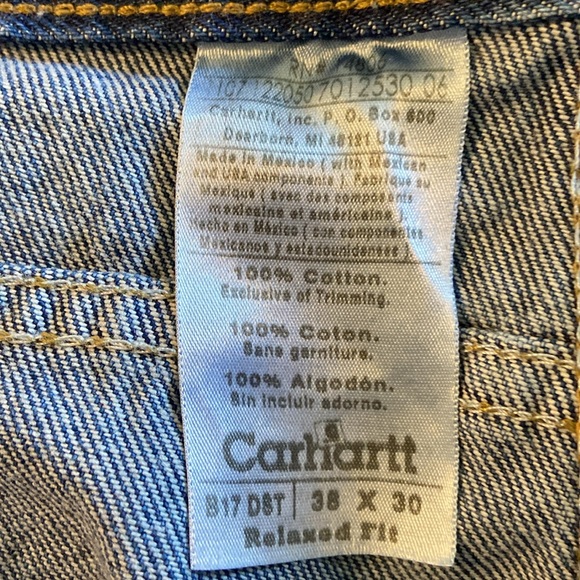 RN # 14806
107 122050701 2530 06
Carhartt, Inc. P. O. Box 600
Dearborn, MI 48121 USA
Made in Mexico ( with Mexican
and USA components ). Fabriqué au
Mexique ( avec des composants
mexicains et américains ).
Hecho en México ( con componentes
Mexicanos y estadounidenses )
100% Cotton.
Exclusive of Trimming.
100% Coton.
Sans garniture.
100% Algodón.
Sin incluir adorno.
Carhartt
B17 DST | 38 X 30
Relaxed Fit